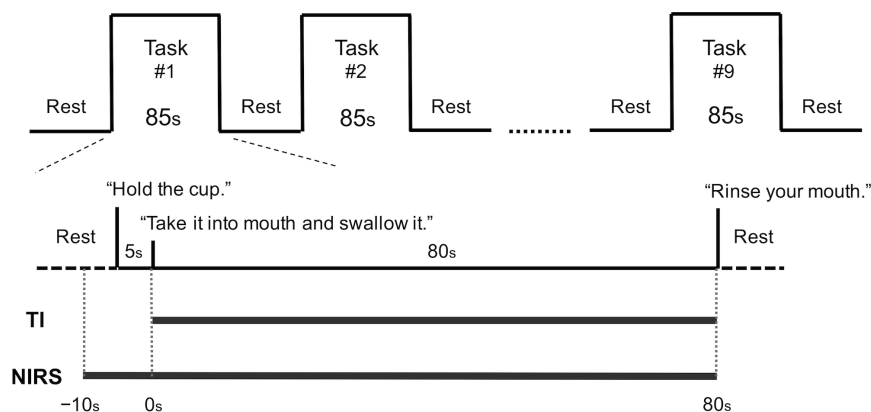 Task
#1
Task
#2
Task
#9
Rest
Rest
Rest
Rest
Rest
85s
85s
85s
“Hold the cup.”
“Rinse your mouth.”
“Take it into mouth and swallow it.”
Rest
5s
80s
Rest
TI
NIRS
−10s
0s
80s